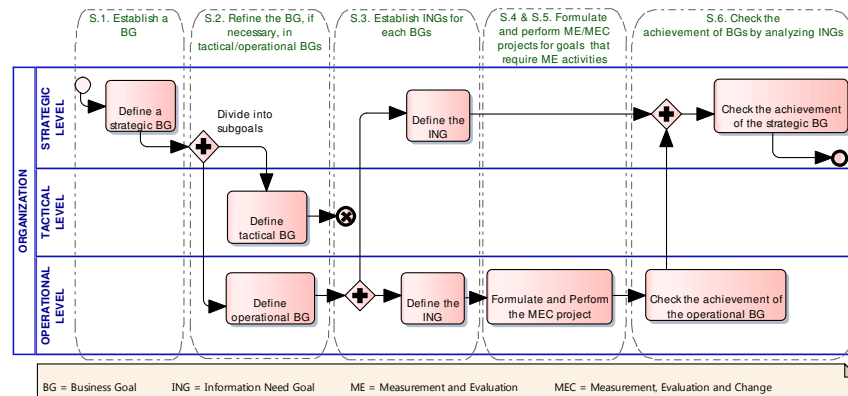 S.1. Establish a
BG
S.2. Refine the BG, if
necessary, in
tactical/operational BGs
S.3. Establish INGs for
each BGs
S.4 & S.5. Formulate
and perform ME/MEC
projects for goals that
require ME activities
S.6. Check the
achievement of BGs by analyzing INGs
ORGANIZATION
STRATEGIC
LEVEL
Define a
strategic BG
Divide into
subgoals
Define the
ING
Check the achievement
of the strategic BG
TACTICAL
LEVEL
Define
tactical BG
OPERATIONAL
LEVEL
Define
operational BG
Define the
ING
Formulate and Perform
the MEC project
Check the achievement of
the operational BG
BG = Business Goal ING = Information Need Goal ME = Measurement and Evaluation MEC = Measurement, Evaluation and Change